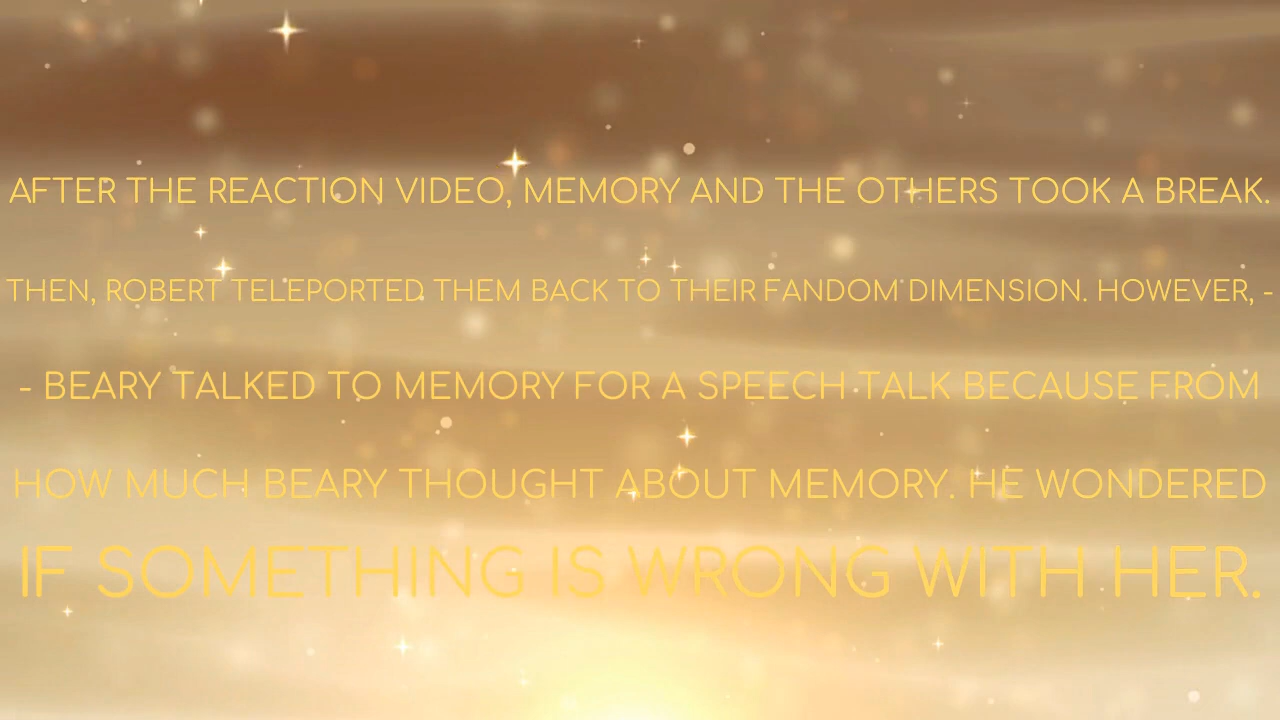 AFTER THE REACTION VIDEO, MEMORY AND THE OTHERS TOOK A BREAK.
THEN, ROBERT TELEPORTED THEM BACK TO THEIR FANDOM DIMENSION. HOWEVER, -
- BEARY TALKED TO MEMORY FOR A SPEECH TALK BECAUSE FROM
HOW MUCH BEARY THOUGHT ABOUT MEMORY. HE WONDERED
IF SOMETHING IS WRONG WITH HER.